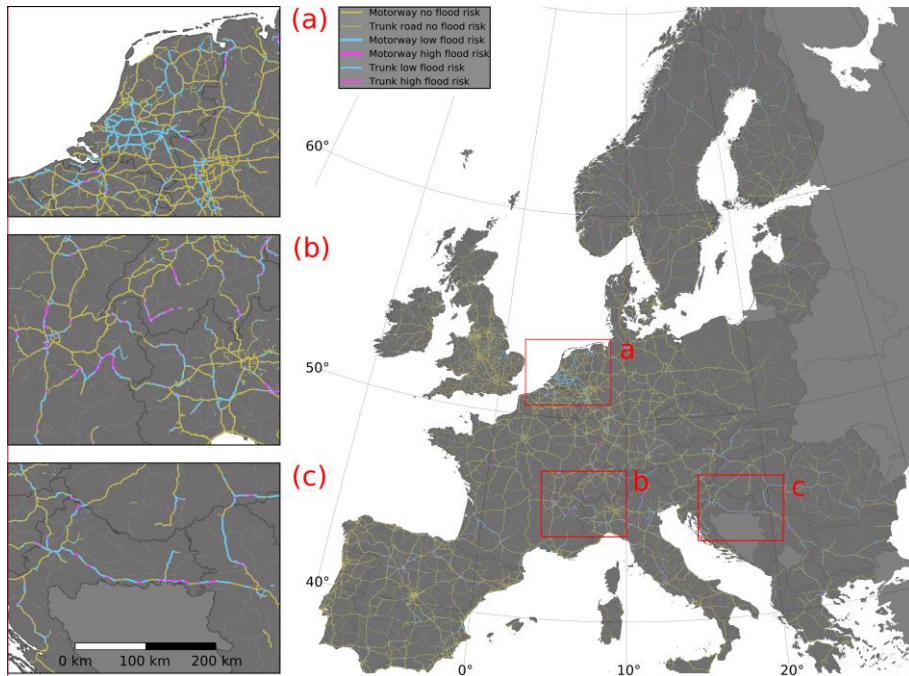 (a)
Motorway no flood risk
Trunk road no flood risk
Motorway low flood risk
Motorway high flood risk
Trunk low flood risk
Trunk high flood risk
60°
(b)
a
50°
(c)
b
c
40°
0 km 100 km 200 km
0° 10° 20°